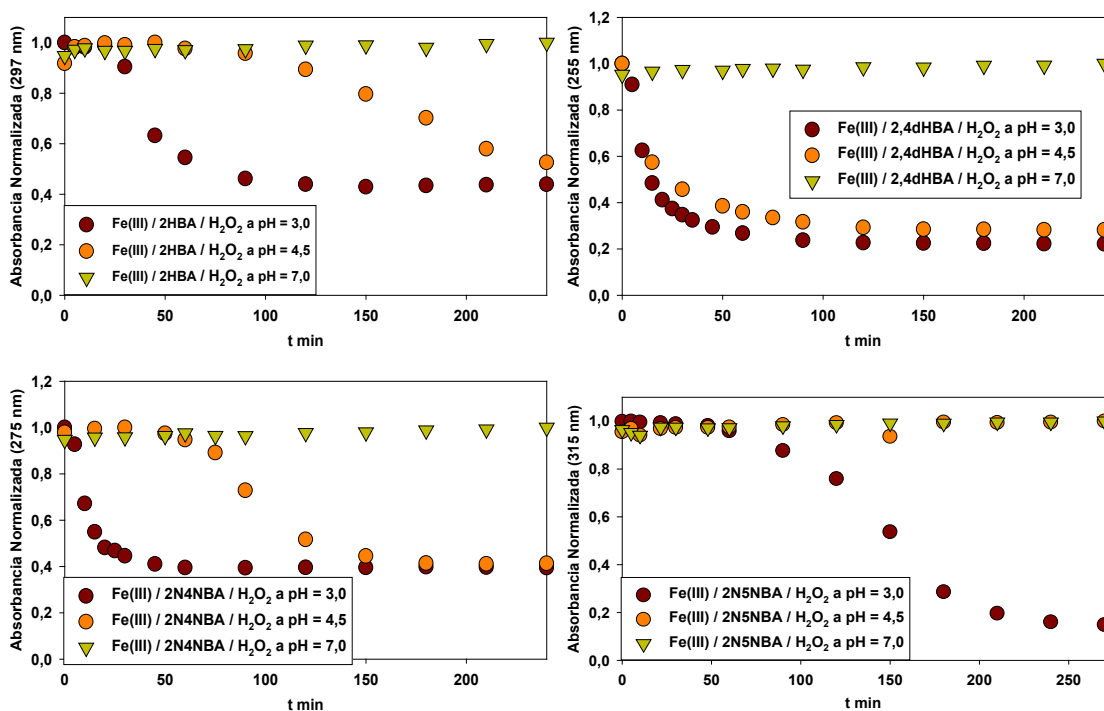 Absorbancia Normalizada (297 nm)
1,0
0,8
0,6
0,4
0,2
0,0
Fe(III) / 2HBA / H₂O₂ a pH = 3,0
Fe(III) / 2HBA / H₂O₂ a pH = 4,5
Fe(III) / 2HBA / H₂O₂ a pH = 7,0
0 50 100 150 200
t min
Absorbancia Normalizada (255 nm)
1,2
1,0
0,8
0,6
0,4
0,2
0,0
Fe(III) / 2,4dHBA / H₂O₂ a pH = 3,0
Fe(III) / 2,4dHBA / H₂O₂ a pH = 4,5
Fe(III) / 2,4dHBA / H₂O₂ a pH = 7,0
0 50 100 150 200
t min
Absorbancia Normalizada (275 nm)
1,2
1,0
0,8
0,6
0,4
0,2
0,0
Fe(III) / 2N4NBA / H₂O₂ a pH = 3,0
Fe(III) / 2N4NBA / H₂O₂ a pH = 4,5
Fe(III) / 2N4NBA / H₂O₂ a pH = 7,0
0 50 100 150 200
t min
Absorbancia Normalizada (315 nm)
1,0
0,8
0,6
0,4
0,2
0,0
Fe(III) / 2N5NBA / H₂O₂ a pH = 3,0
Fe(III) / 2N5NBA / H₂O₂ a pH = 4,5
Fe(III) / 2N5NBA / H₂O₂ a pH = 7,0
0 50 100 150 200 250
t min